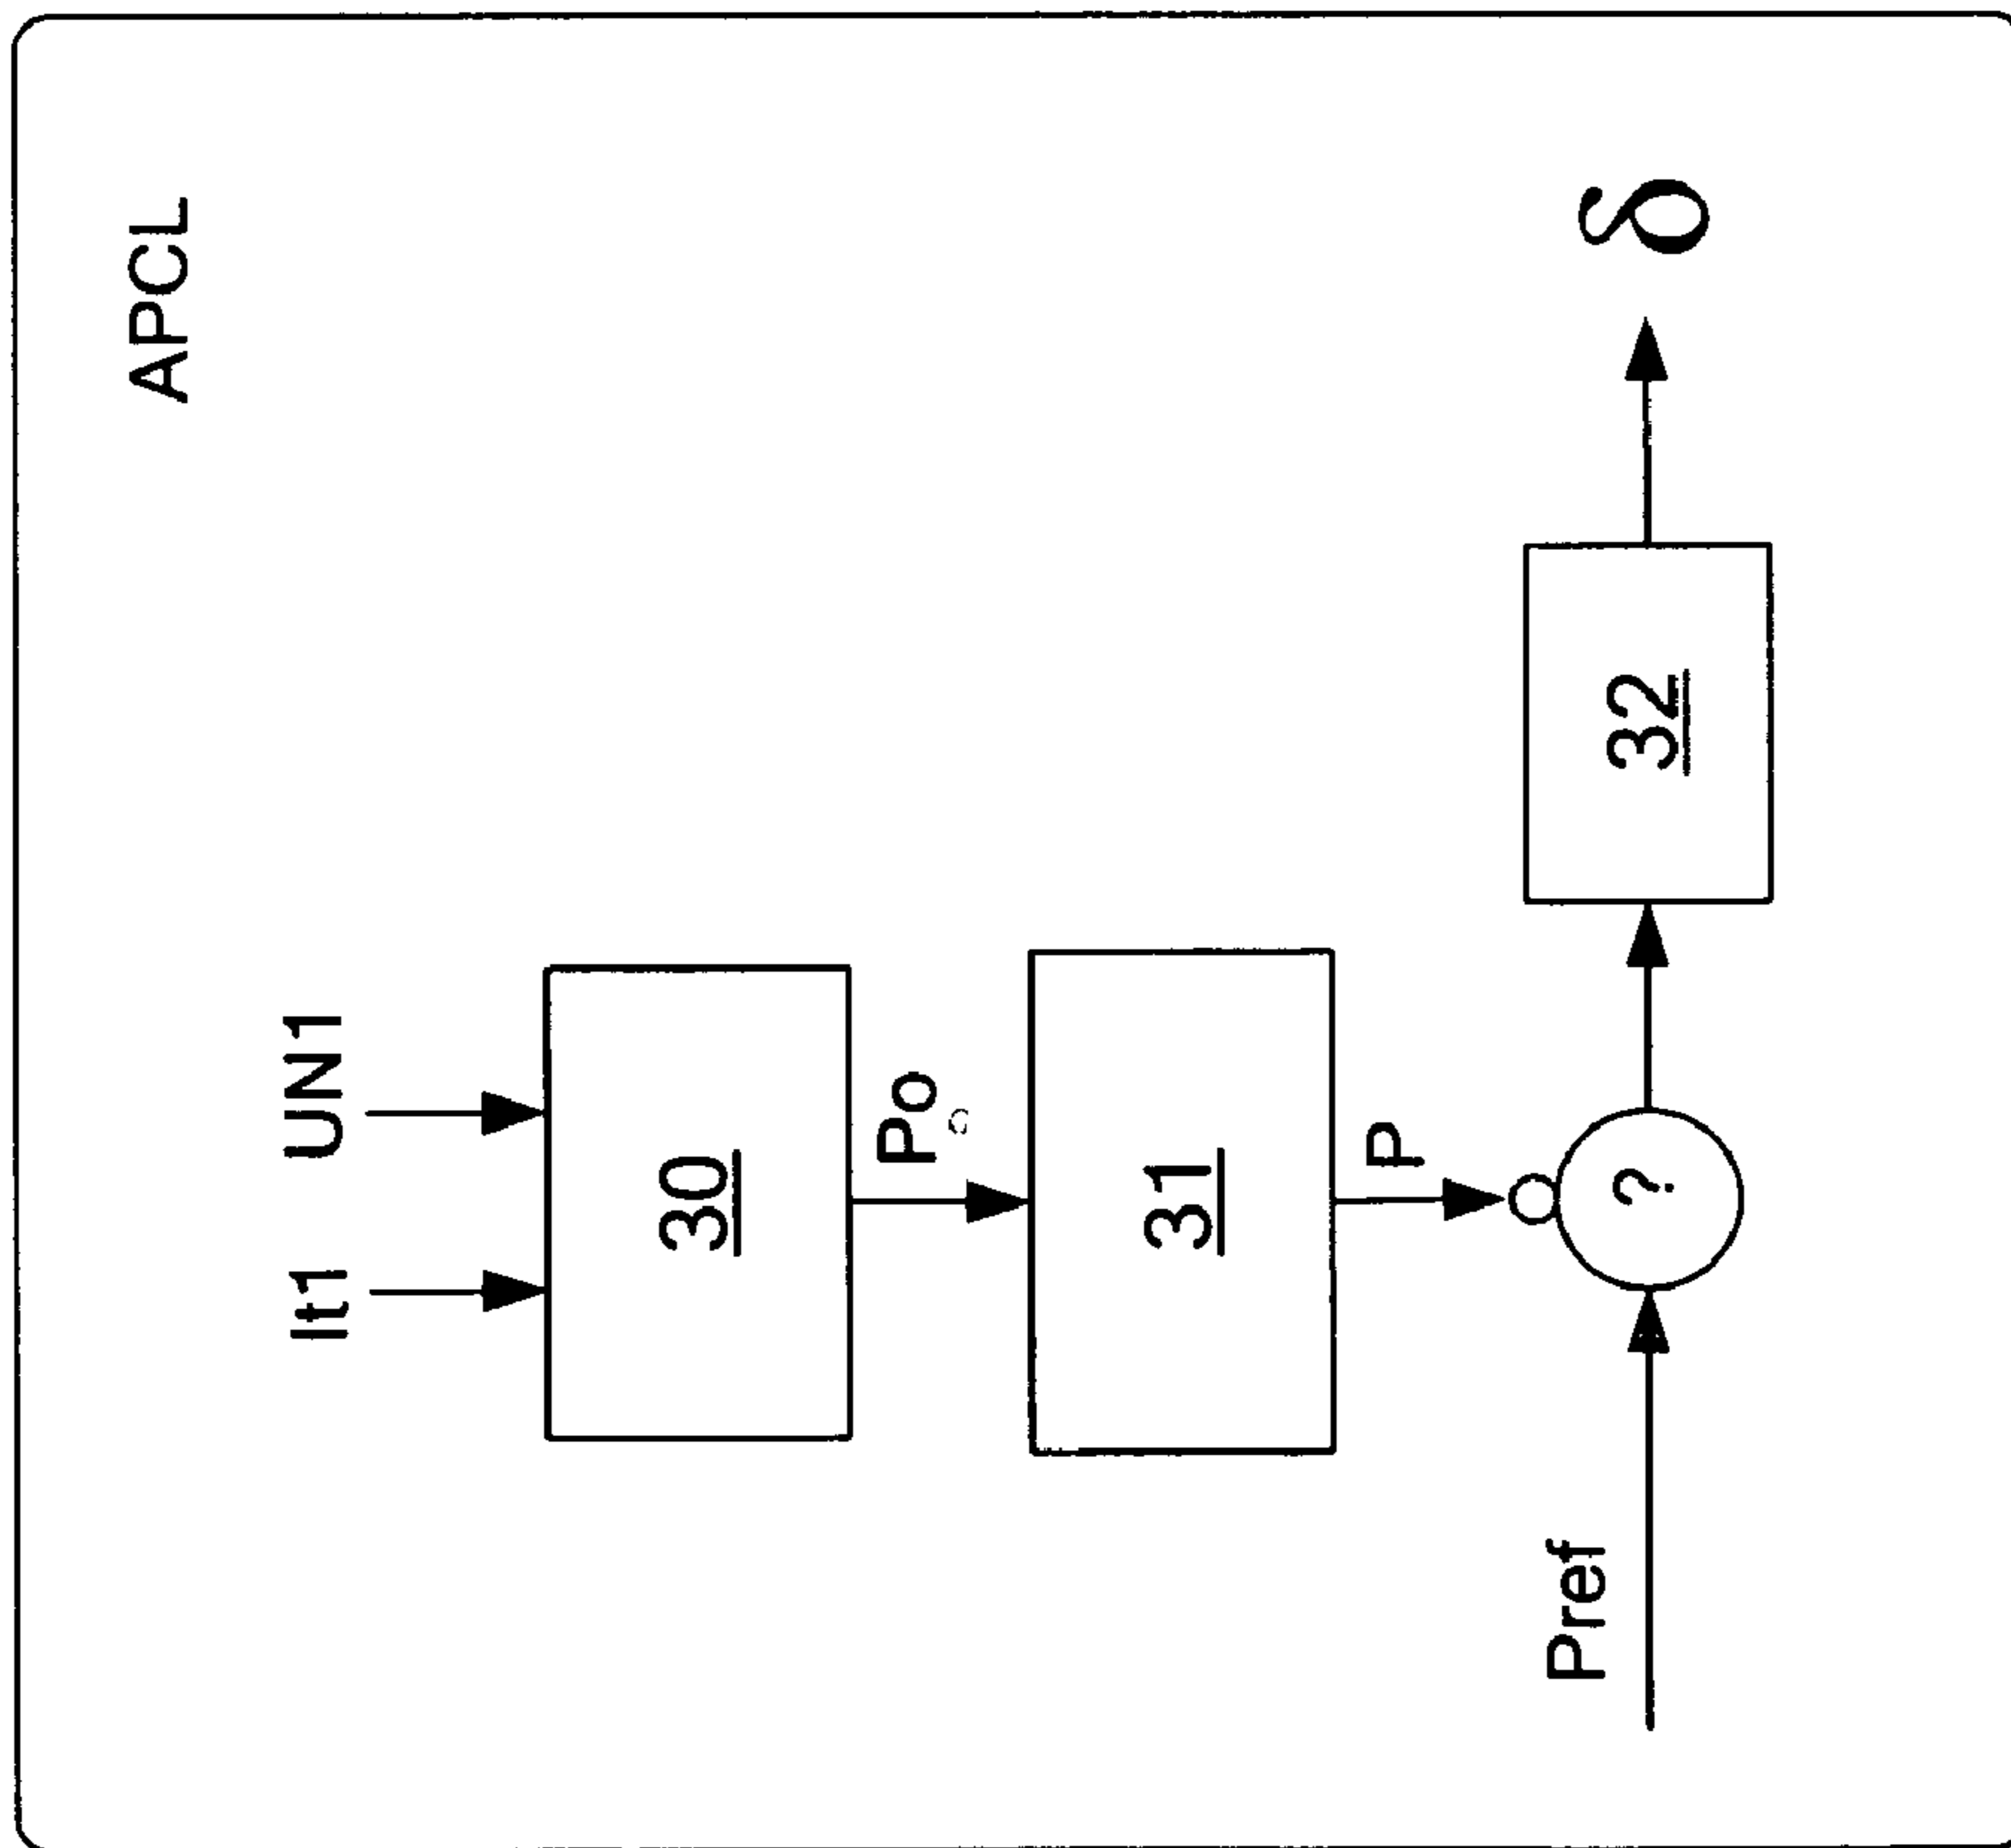 APCL
It1 UN1
30
Po
31
P
Pref
? 32 δ